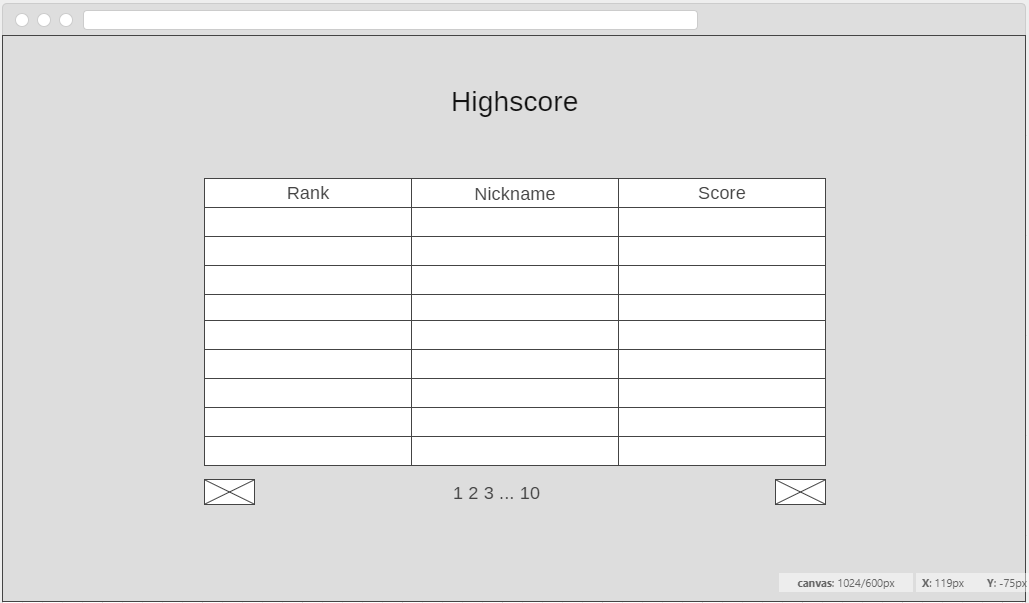 Highscore
Rank Nickname Score
1 2 3 ... 10
canvas: 1024/600px X: 119px Y: -75px